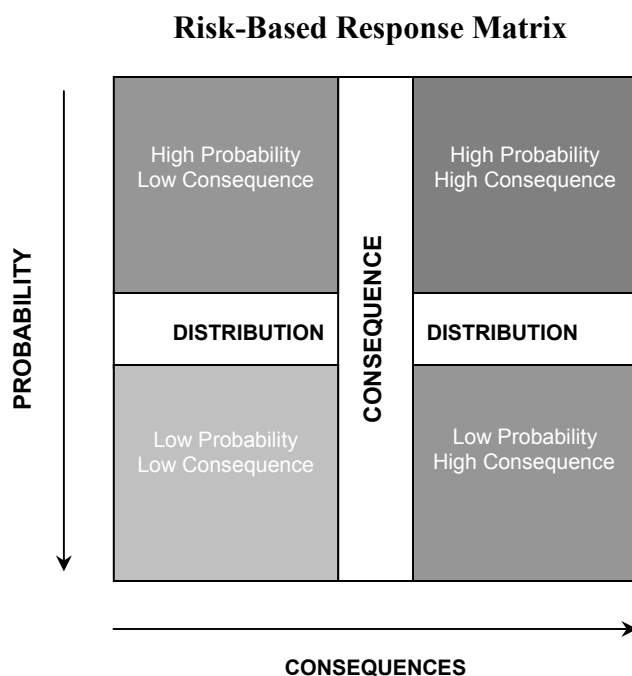 Risk-Based Response Matrix
High Probability
Low Consequence
High Probability
High Consequence
PROBABILITY
DISTRIBUTION
CONSEQUENCE
DISTRIBUTION
Low Probability
Low Consequence
Low Probability
High Consequence
CONSEQUENCES